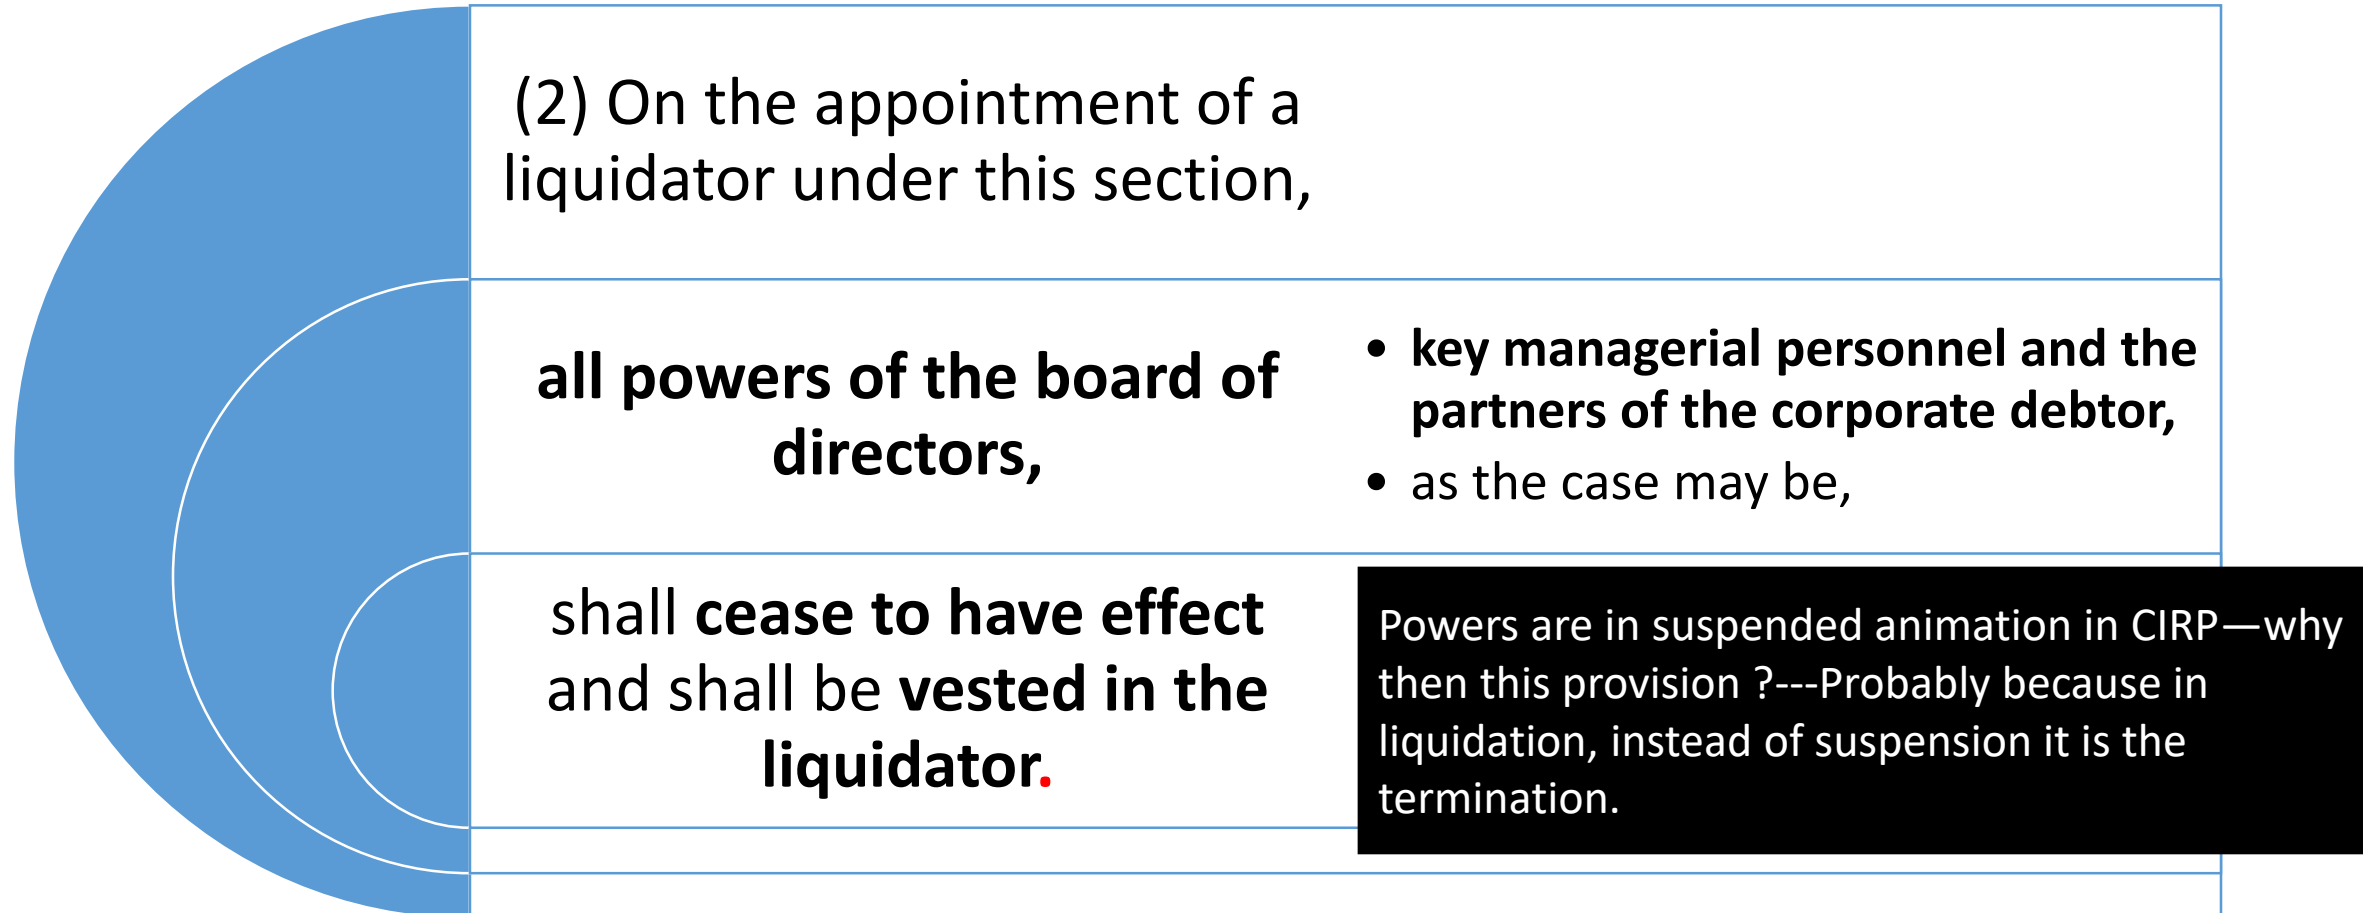 (2) On the appointment of a
liquidator under this section,
all powers of the board of
directors,
• key managerial personnel and the
partners of the corporate debtor,
• as the case may be,
shall cease to have effect
and shall be vested in the
liquidator.
Powers are in suspended animation in CIRP—why
then this provision ?---Probably because in
liquidation, instead of suspension it is the
termination.